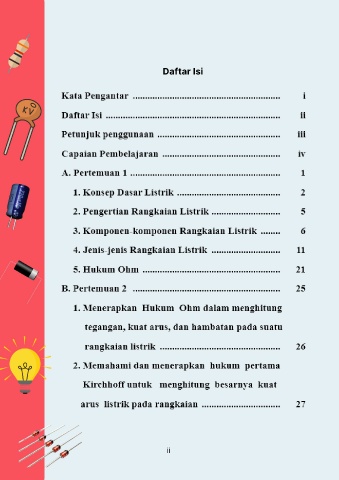 Daftar Isi
Kata Pengantar ................................................... i
Daftar Isi ............................................................. ii
Petunjuk penggunaan .......................................... iii
Capaian Pembelajaran ......................................... iv
A. Pertemuan 1 .................................................... 1
1. Konsep Dasar Listrik .................................... 2
2. Pengertian Rangkaian Listrik ........................ 5
3. Komponen-komponen Rangkaian Listrik ........ 6
4. Jenis-jenis Rangkaian Listrik ........................ 11
5. Hukum Ohm ................................................ 21
B. Pertemuan 2 ................................................... 25
1. Menerapkan Hukum Ohm dalam menghitung
tegangan, kuat arus, dan hambatan pada suatu
rangkaian listrik .......................................... 26
2. Memahami dan menerapkan hukum pertama
Kirchhoff untuk menghitung besarnya kuat
arus listrik pada rangkaian ........................... 27
ii
KV